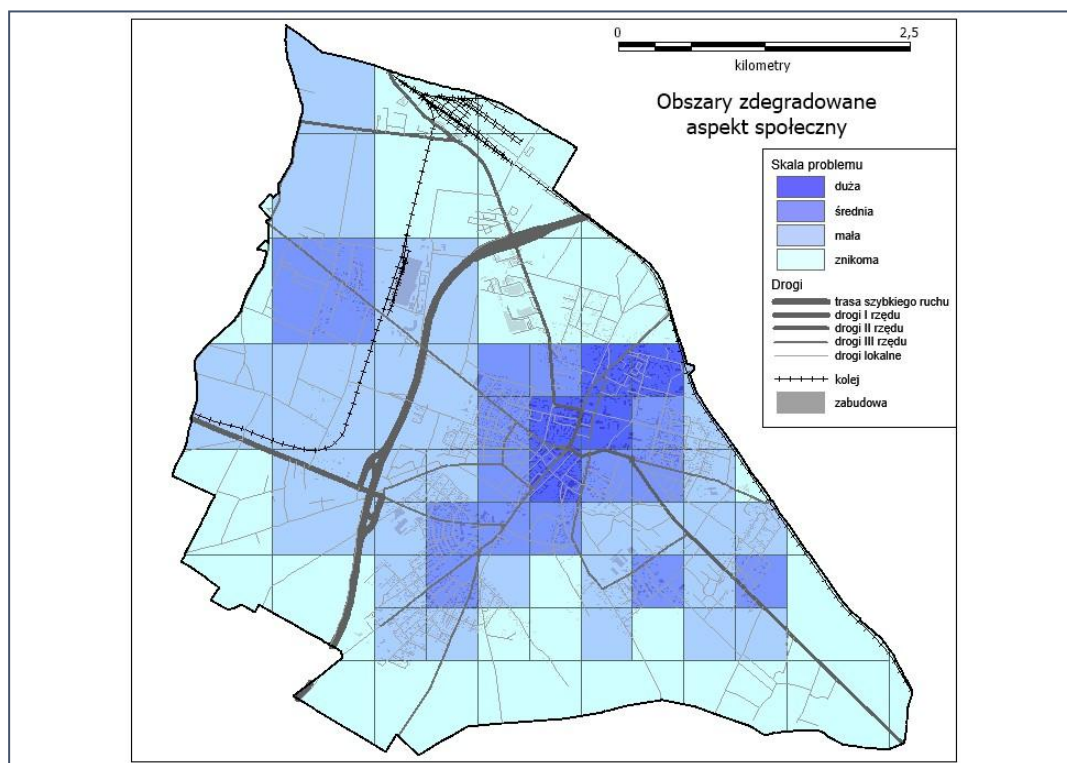 0 2,5
kilometry
Obszary zdegradowane
aspekt społeczny
Skala problemu
duża
średnia
mała
znikoma
Drogi
trasa szybkiego ruchu
drogi I rzędu
drogi II rzędu
drogi III rzędu
drogi lokalne
kolej
zabudowa